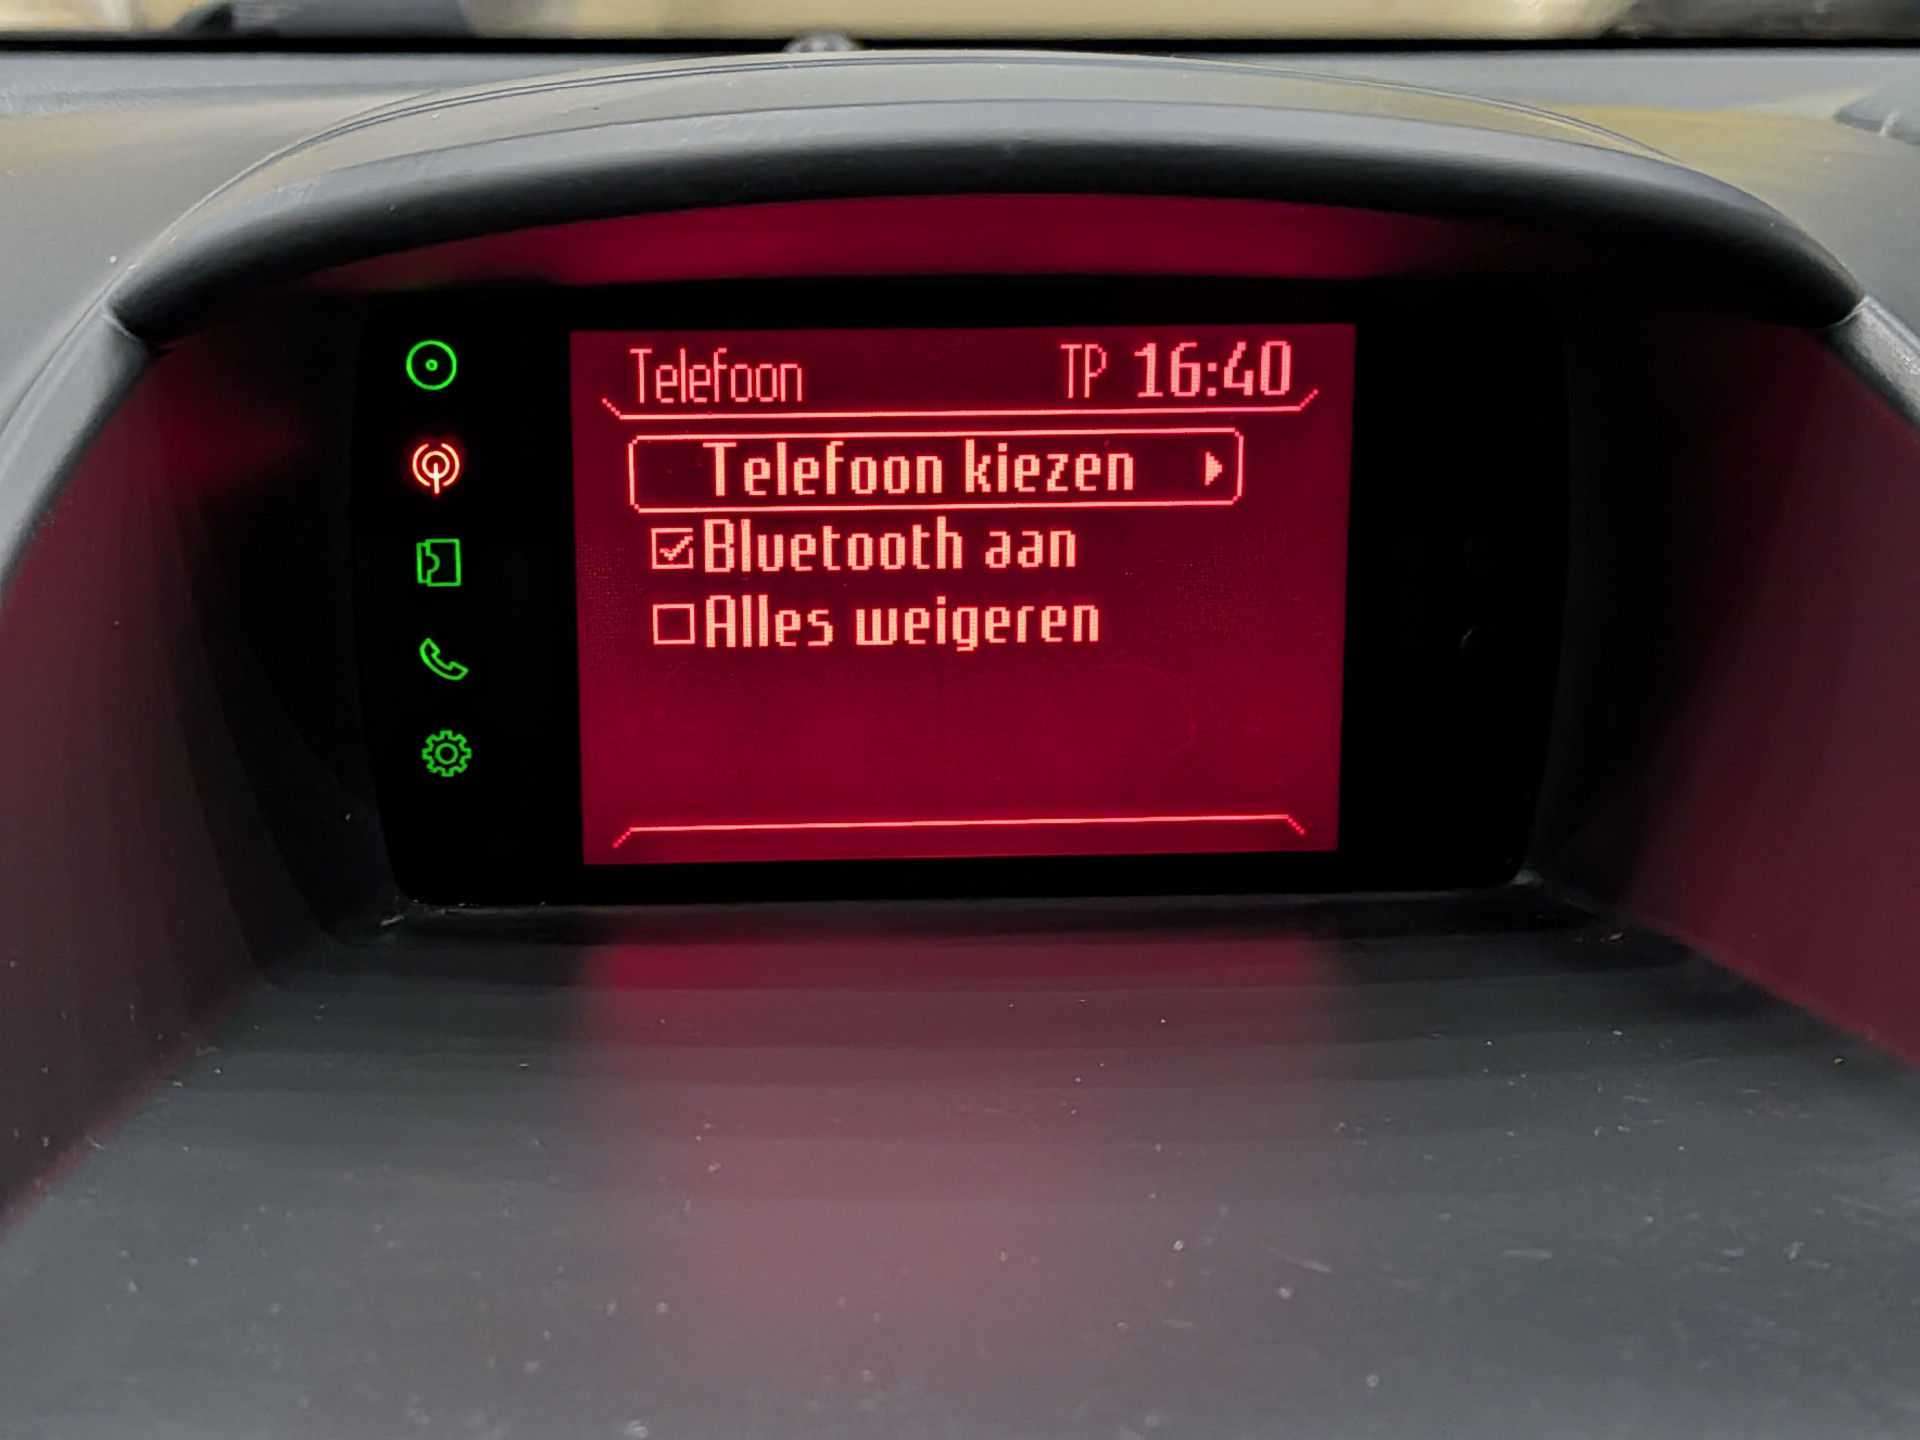 Telefoon TP 16:40
Telefoon kiezen
Bluetooth aan
Alles weigeren